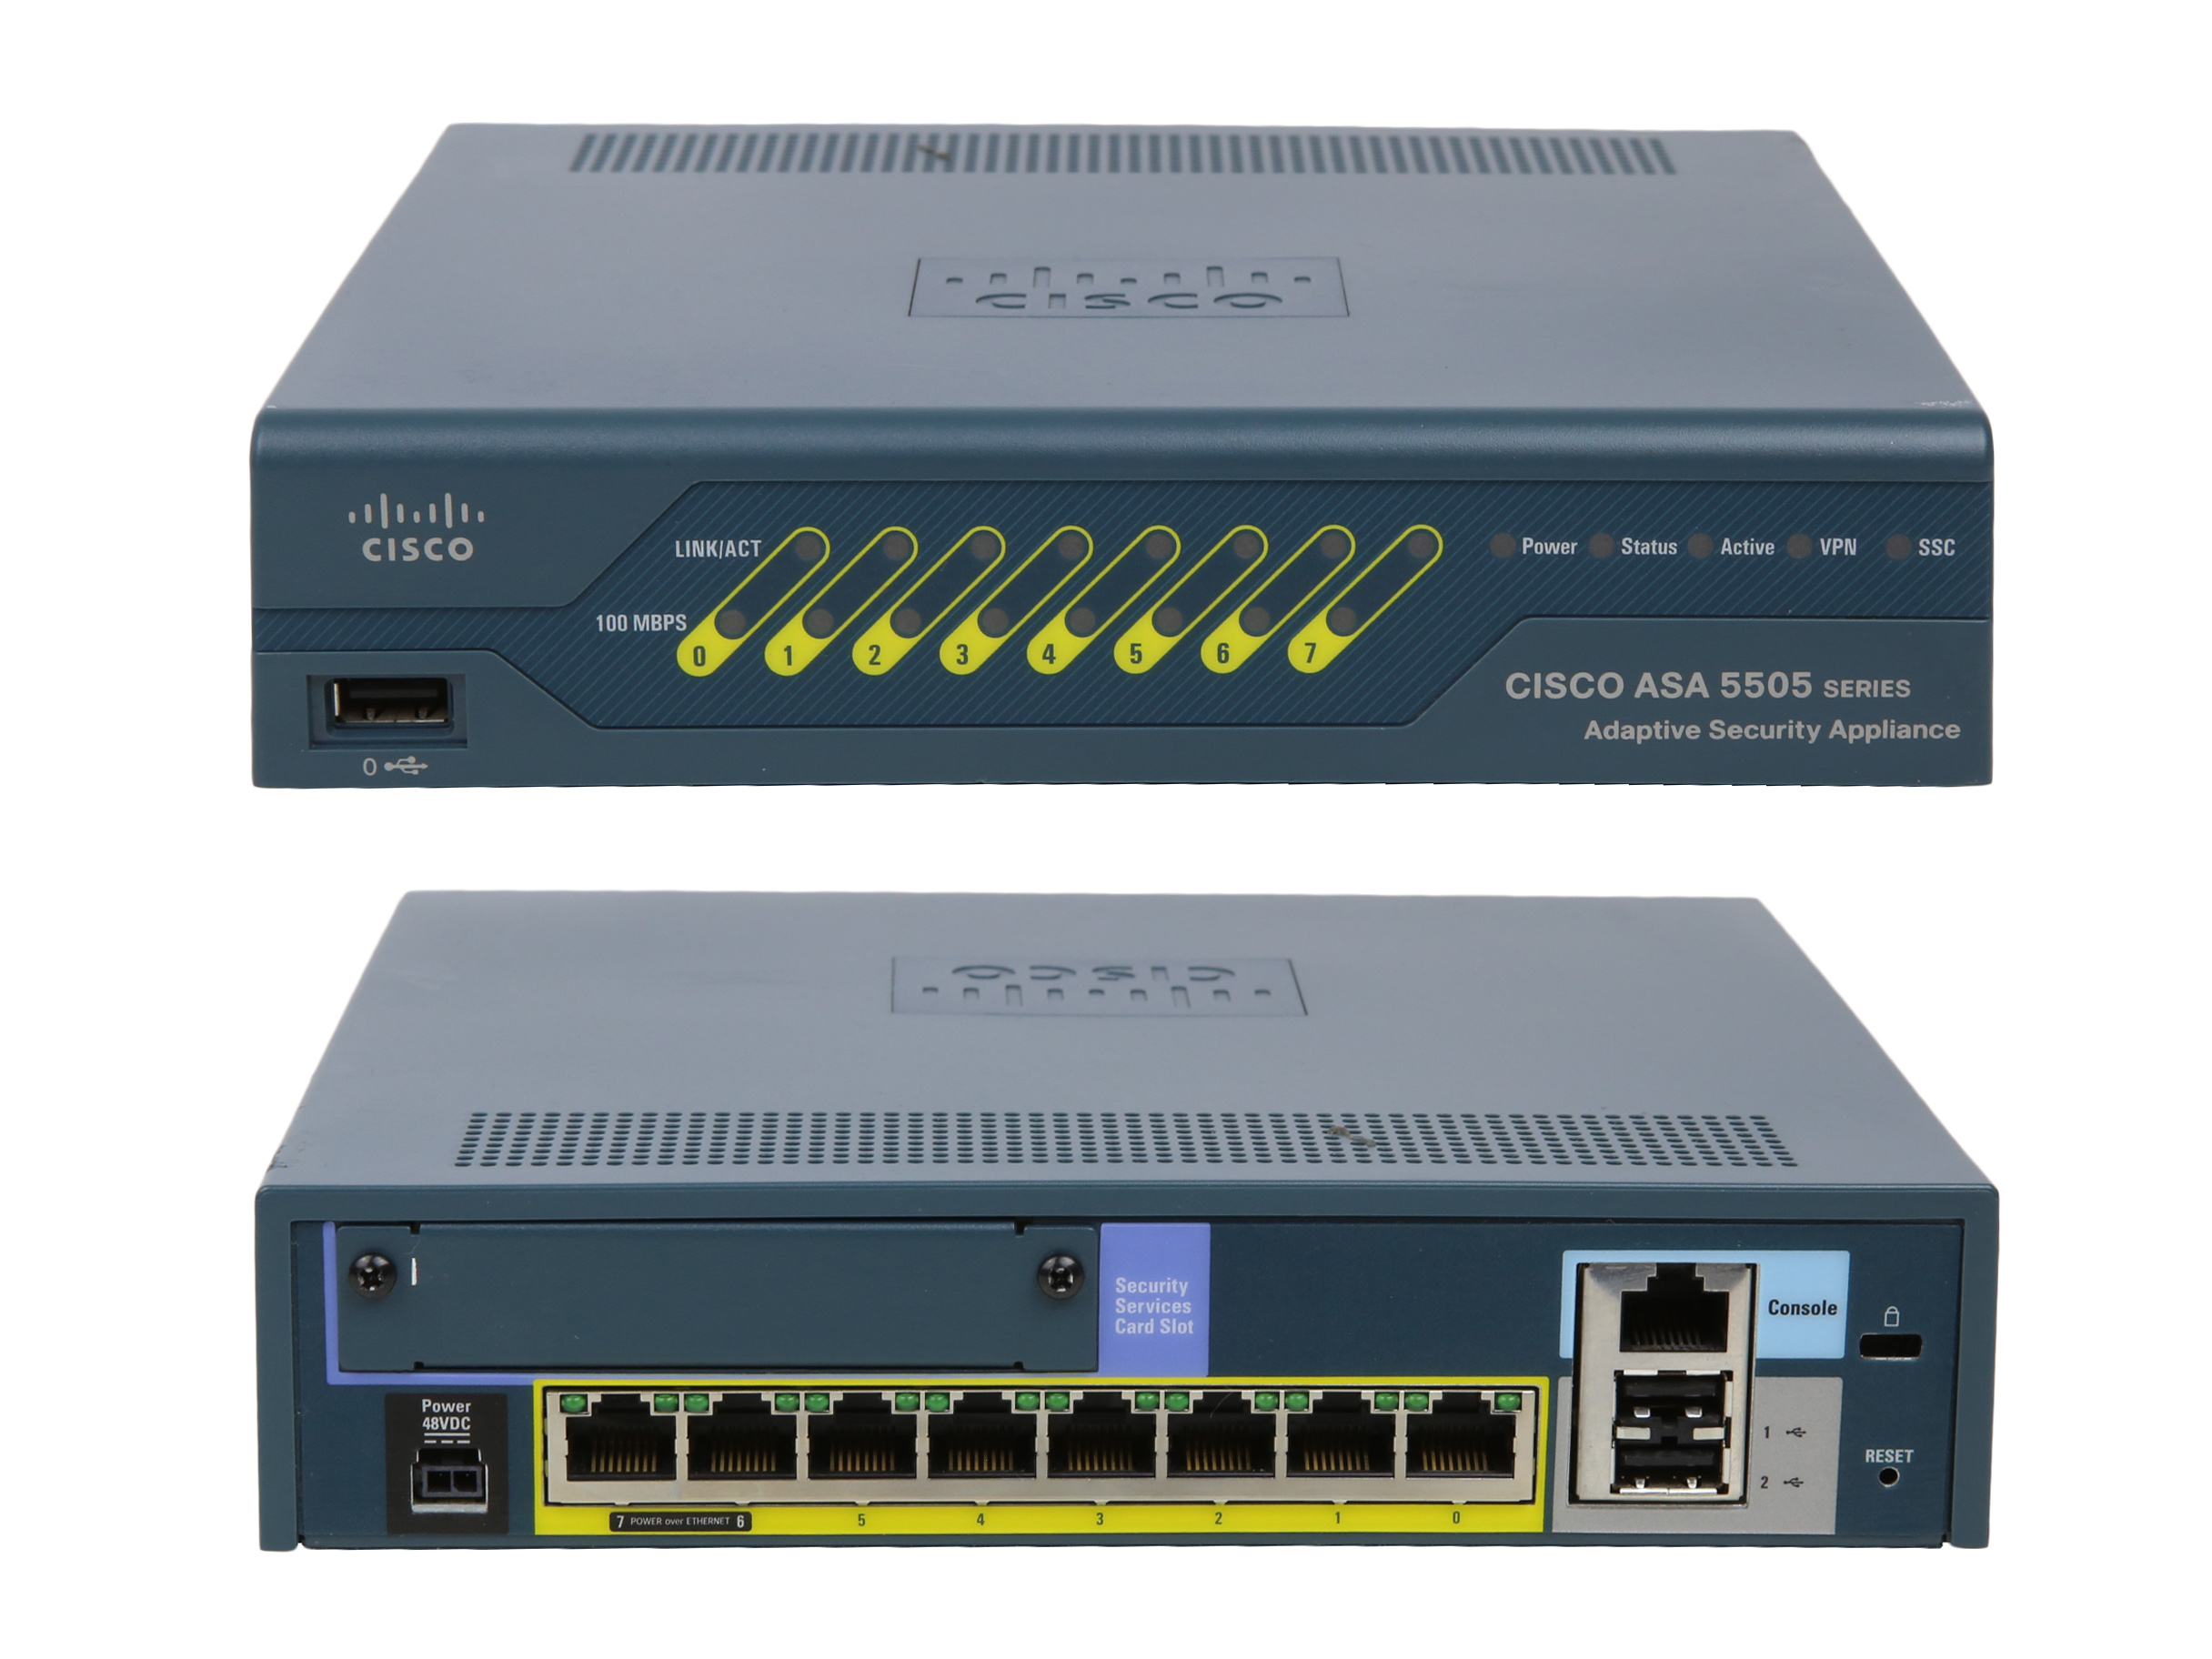 CISCO
CISCO
LINK/ACT
Power Status Active VPN SSC
100 MBPS
0 1 2 3 4 5 6 7
CISCO ASA 5505 SERIES
Adaptive Security Appliance
0
CISCO
Security
Services
Card Slot
Console
Power
48VDC
1
2
RESET
7 POWER over ETHERNET 6 5 4 3 2 1 0